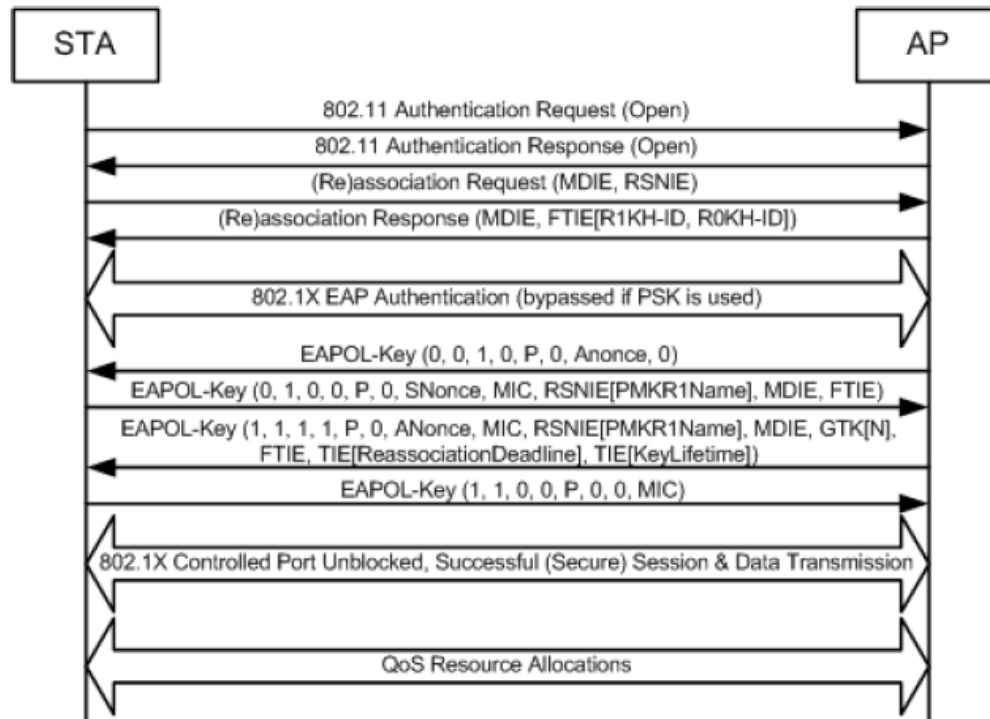 STA
AP
802.11 Authentication Request (Open)
802.11 Authentication Response (Open)
(Re)association Request (MDIE, RSNIE)
(Re)association Response (MDIE, FTIE[R1KH-ID, R0KH-ID])
802.1X EAP Authentication (bypassed if PSK is used)
EAPOL-Key (0, 0, 1, 0, P, 0, Anonce, 0)
EAPOL-Key (0, 1, 0, 0, P, 0, SNonce, MIC, RSNIE[PMKR1Name], MDIE, FTIE)
EAPOL-Key (1, 1, 1, 1, P, 0, ANonce, MIC, RSNIE[PMKR1Name], MDIE, GTK[N],
FTIE, TIE[ReassociationDeadline], TIE[KeyLifetime])
EAPOL-Key (1, 1, 0, 0, P, 0, 0, MIC)
802.1X Controlled Port Unblocked, Successful (Secure) Session & Data Transmission
QoS Resource Allocations